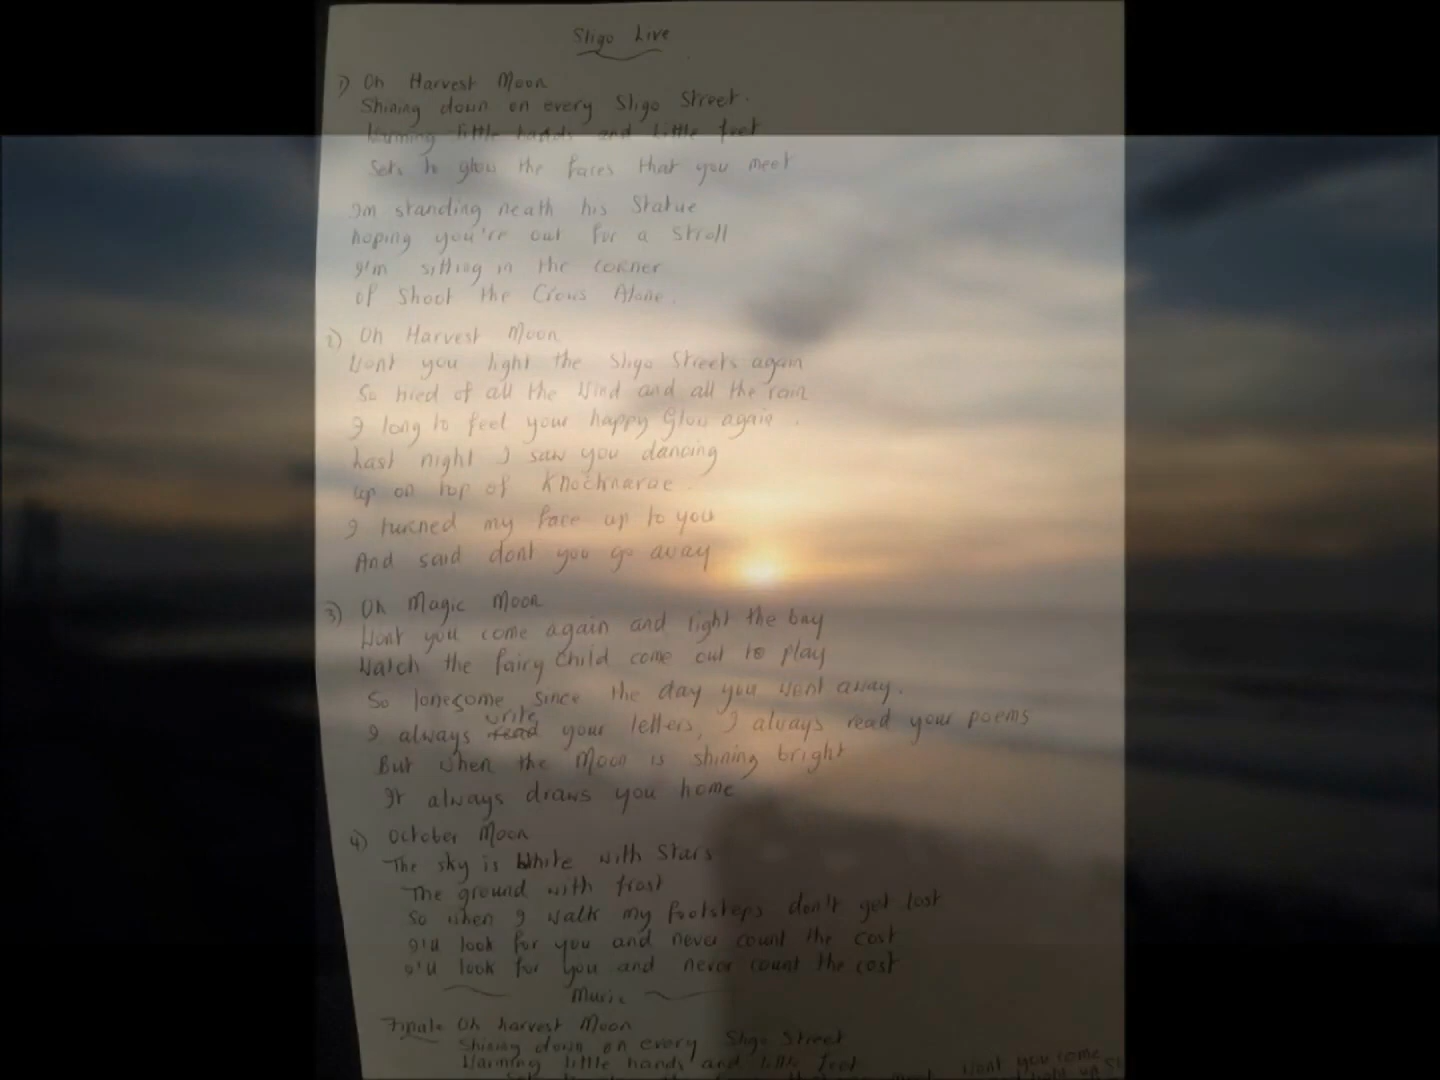 Sligo Live
1) Oh Harvest Moon
Shining down on every Sligo Street.
Warming little hands and little feet
Sets to glow the faces that you meet
Im standing neath his Statue
hoping you're out for a stroll
I'm sitting in the corner
of Shoot the Crows Alone.
2) Oh Harvest Moon
Wont you light the Sligo Streets again
So tired of all the Wind and all the rain
I long to feel your happy Glow again.
Last night I saw you dancing
up on top of Knocknarae.
I turned my face up to you
And said dont you go away
3) Oh Magic Moon
Wont you come again and light the bay
Watch the fairy Child come out to play
So lonesome since the day you went away.
write
I always read your letters, I always read your poems
But when the Moon is shining bright
It always draws you home
4) October Moon
The sky is White with Stars
The ground with frost
So when I walk my footsteps don't get lost
I'll look for you and never count the cost
I'll look for you and never count the cost
Music
Finale Oh harvest Moon
Shining down on every Sligo Street
Warming little hands and little feet
Wont you come